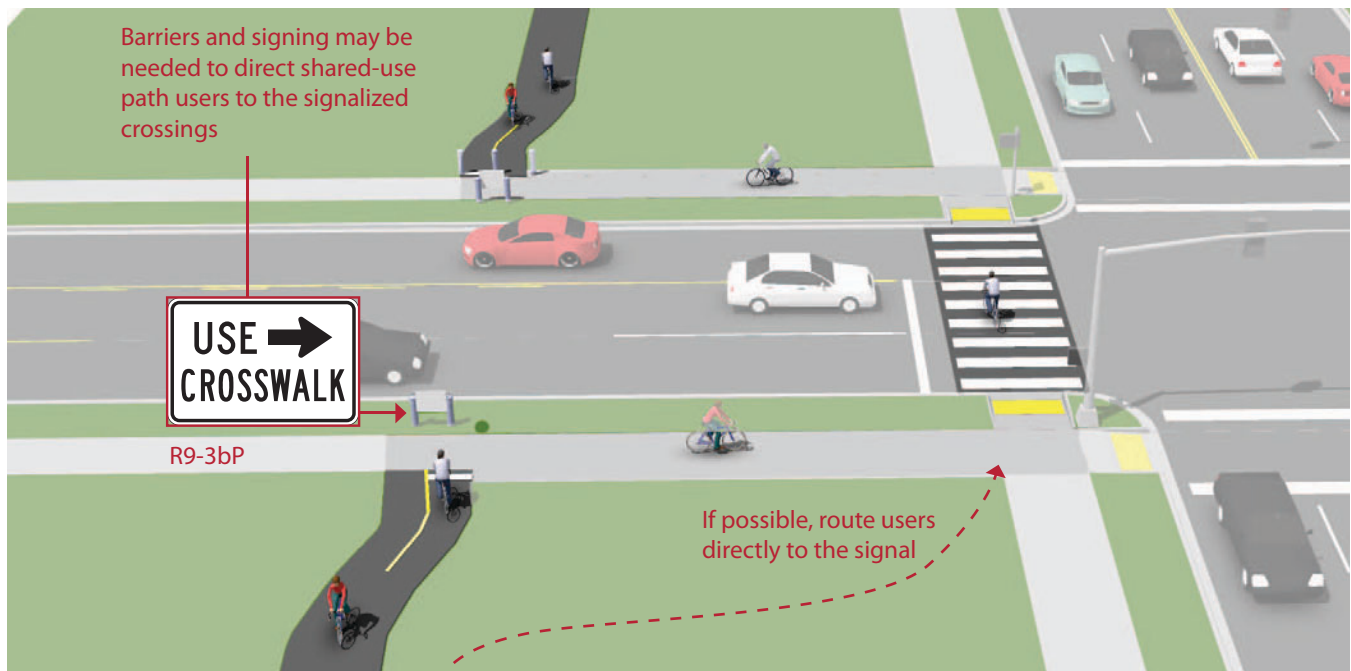 Barriers and signing may be
needed to direct shared-use
path users to the signalized
crossings
USE
CROSSWALK
R9-3bP
If possible, route users
directly to the signal